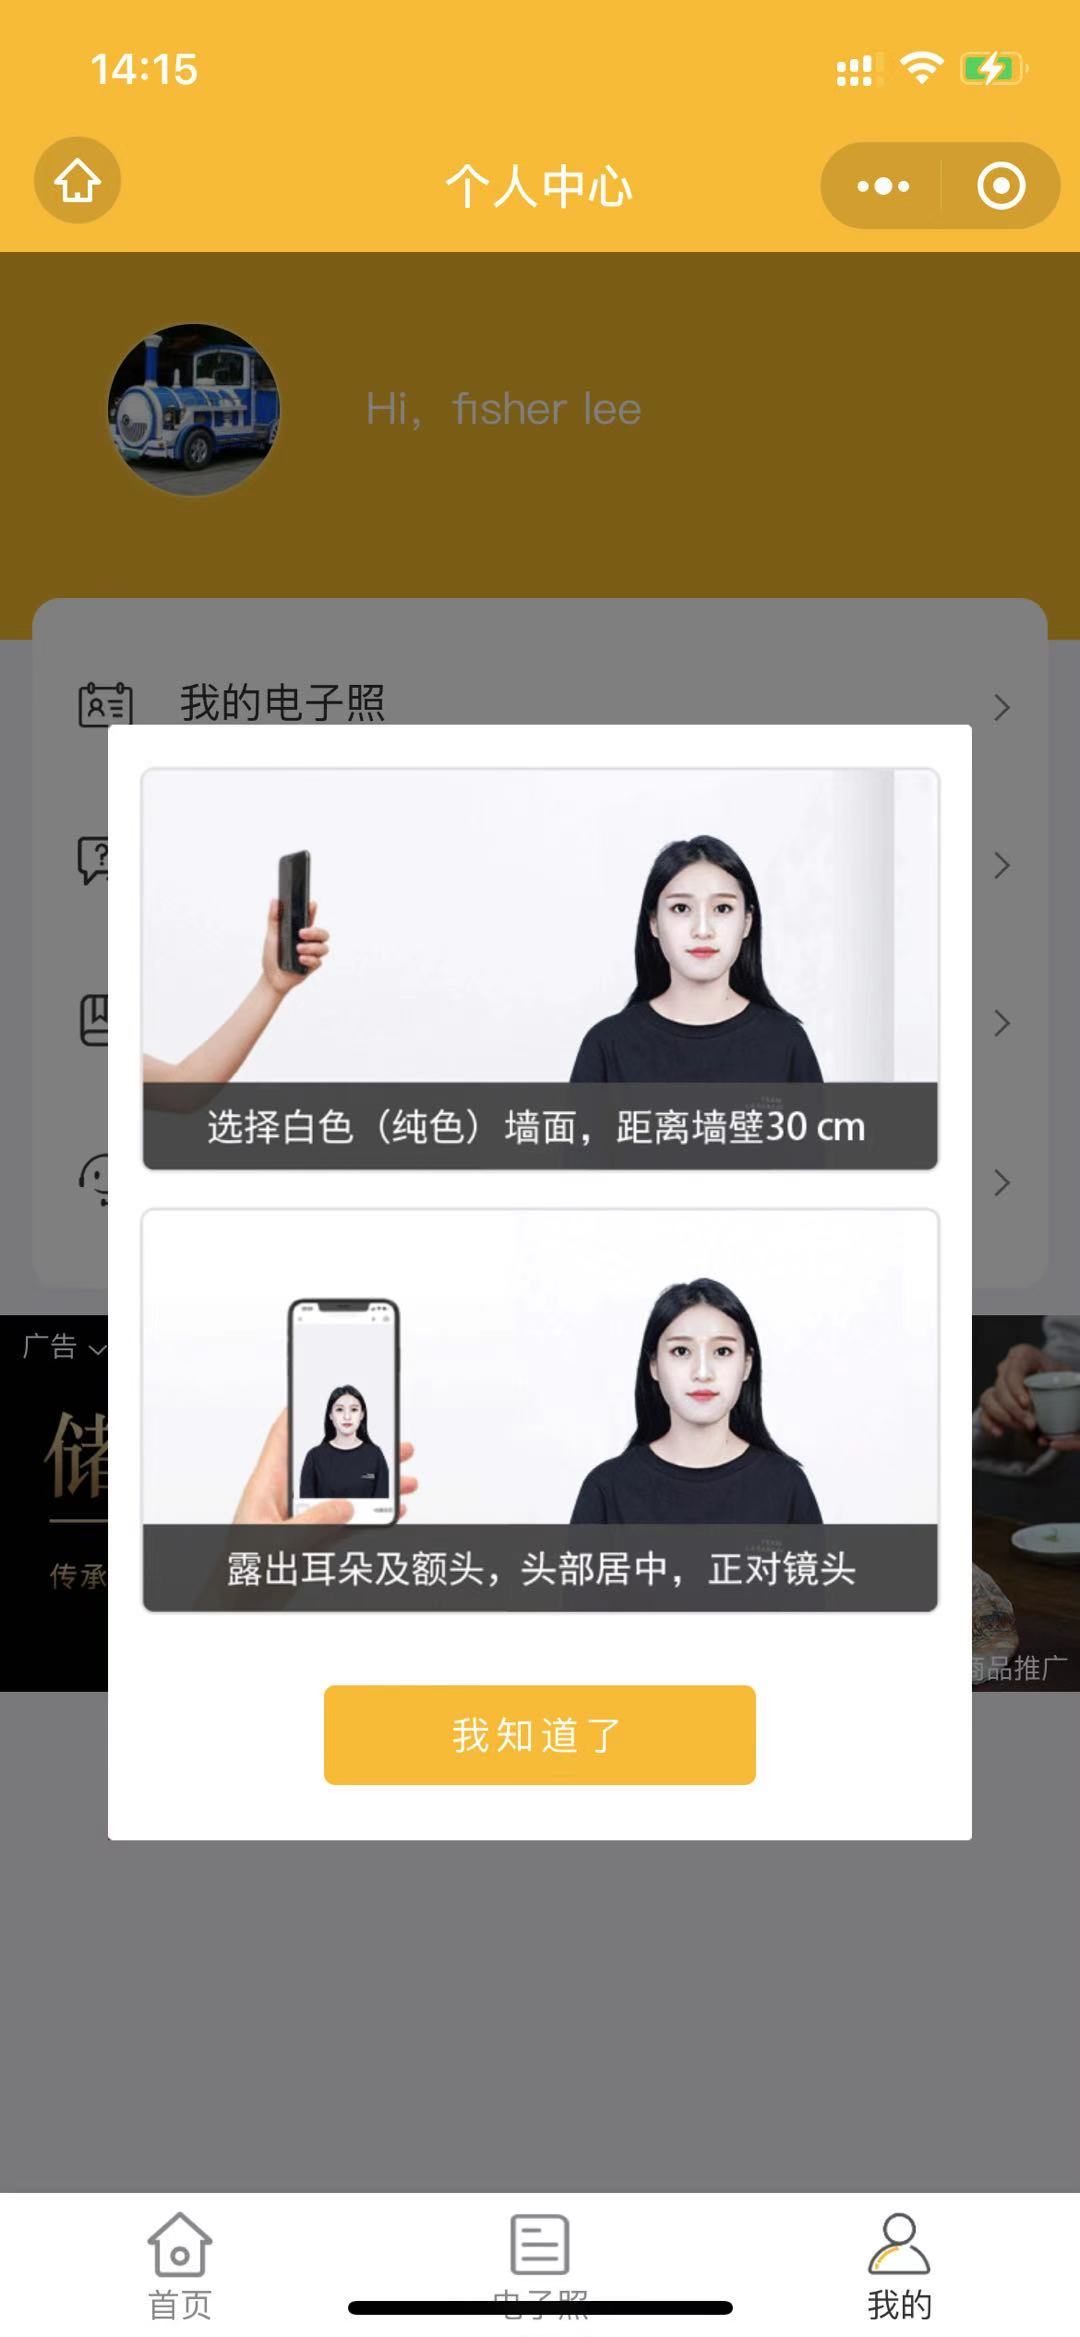 14:15
个人中心
Hi，fisher lee
我的电子照
选择白色（纯色）墙面，距离墙壁30 cm
露出耳朵及额头，头部居中，正对镜头
广告
储
传承
商品推广
我知道了
首页
电子照
我的